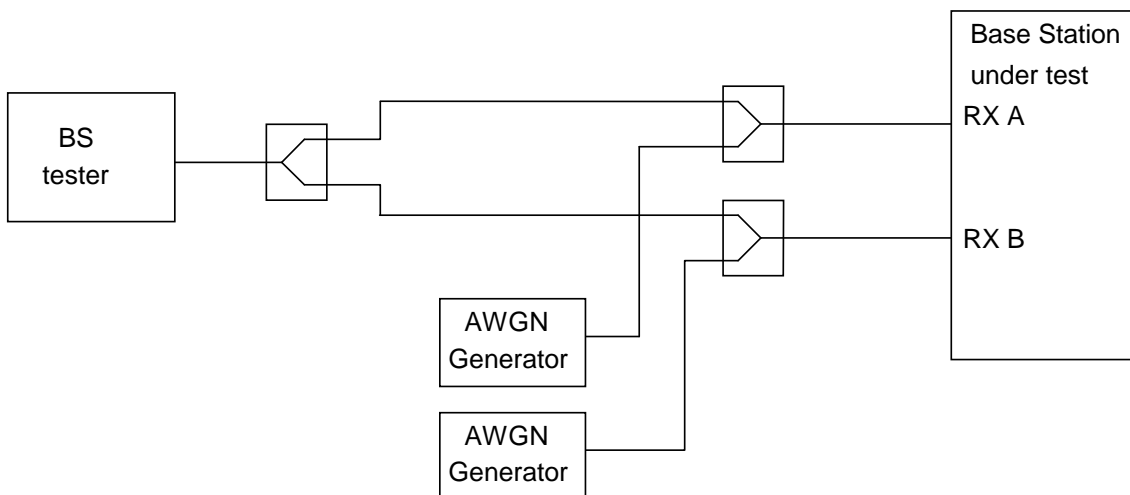 BS
tester
Base Station
under test
RX A
RX B
AWGN
Generator
AWGN
Generator